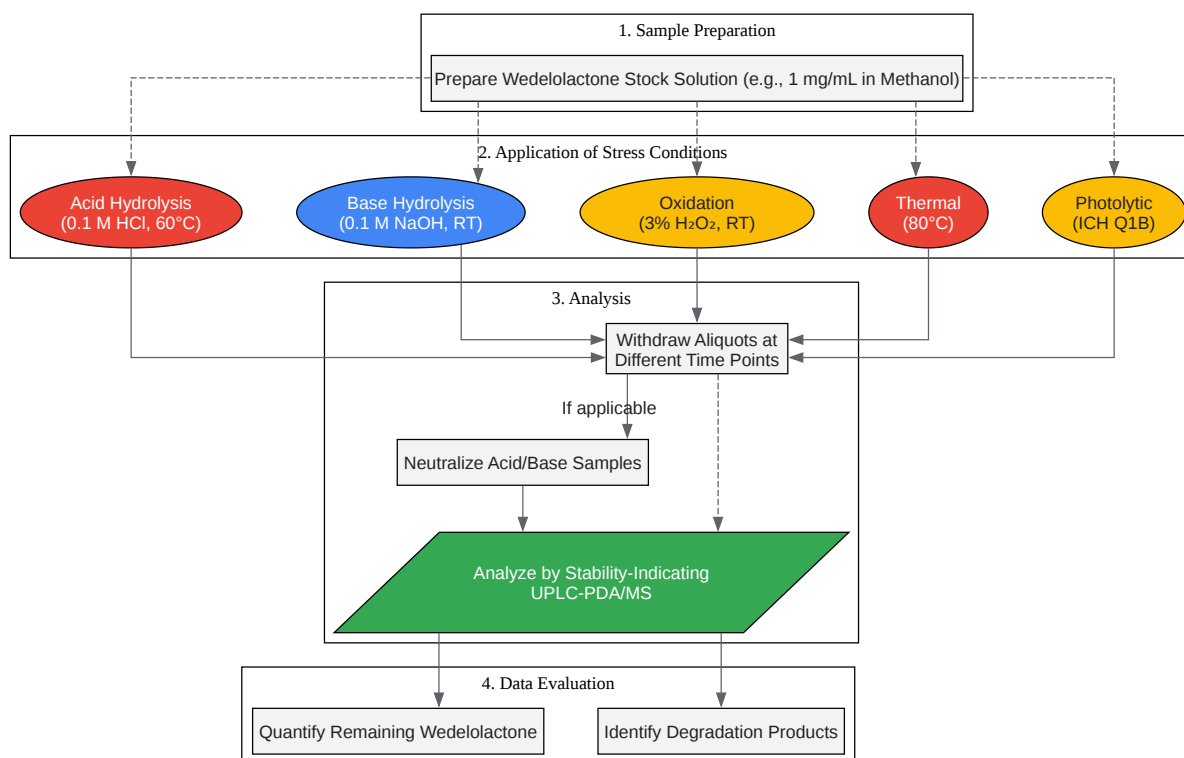 1. Sample Preparation
Prepare Wedelolactone Stock Solution (e.g., 1 mg/mL in Methanol)
2. Application of Stress Conditions
Acid Hydrolysis
(0.1 M HCl, 60°C)
Base Hydrolysis
(0.1 M NaOH, RT)
Oxidation
(3% H₂O₂, RT)
Thermal
(80°C)
Photolytic
(ICH Q1B)
3. Analysis
Withdraw Aliquots at
Different Time Points
If applicable
Neutralize Acid/Base Samples
Analyze by Stability-Indicating
UPLC-PDA/MS
4. Data Evaluation
Quantify Remaining Wedelolactone
Identify Degradation Products